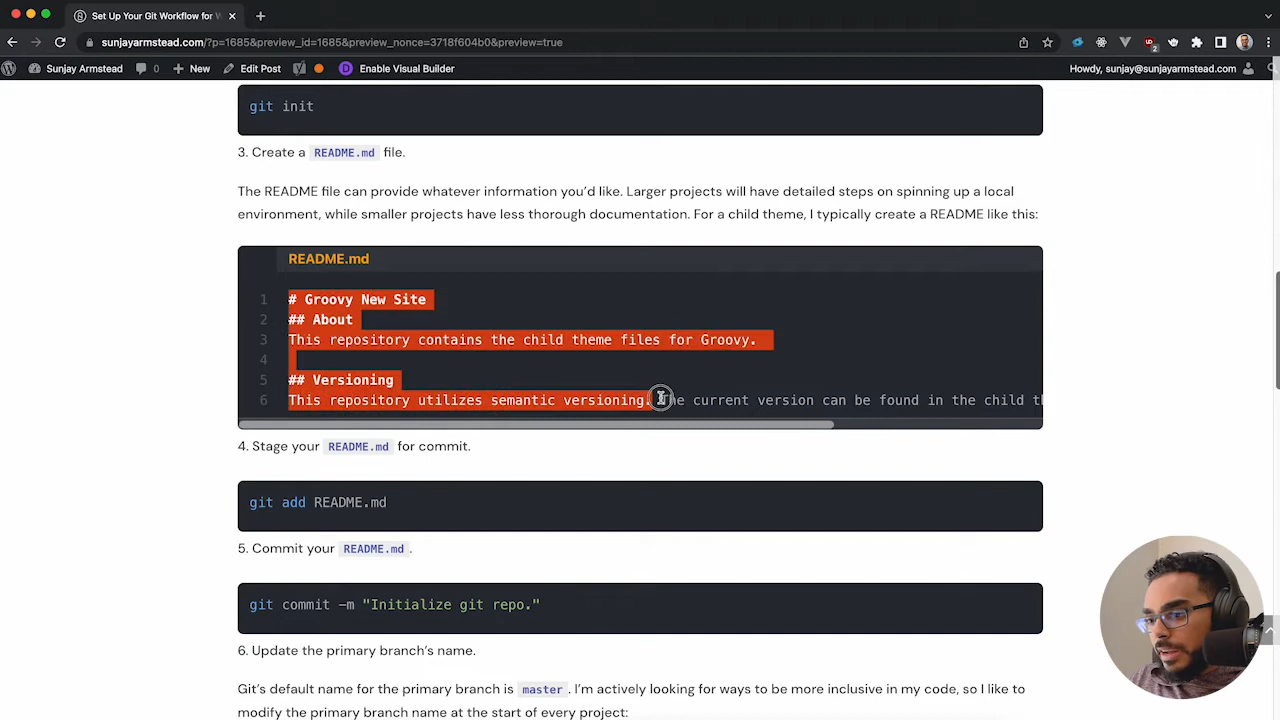 Set Up Your Git Workflow for W
sunjayarmstead.com/?p=1685&preview_id=1685&preview_nonce=3718f604b0&preview=true
2
Sunjay Armstead 0 New Edit Post Enable Visual Builder Howdy, sunjay@sunjayarmstead.com
git init
3. Create a README.md file.
The README file can provide whatever information you’d like. Larger projects will have detailed steps on spinning up a local
environment, while smaller projects have less thorough documentation. For a child theme, I typically create a README like this:
README.md
1 # Groovy New Site
2 ## About
3 This repository contains the child theme files for Groovy.
4
5 ## Versioning
6 This repository utilizes semantic versioning. The current version can be found in the child th
4. Stage your README.md for commit.
git add README.md
5. Commit your README.md.
git commit -m "Initialize git repo."
6. Update the primary branch’s name.
Git’s default name for the primary branch is master. I’m actively looking for ways to be more inclusive in my code, so I like to
modify the primary branch name at the start of every project: